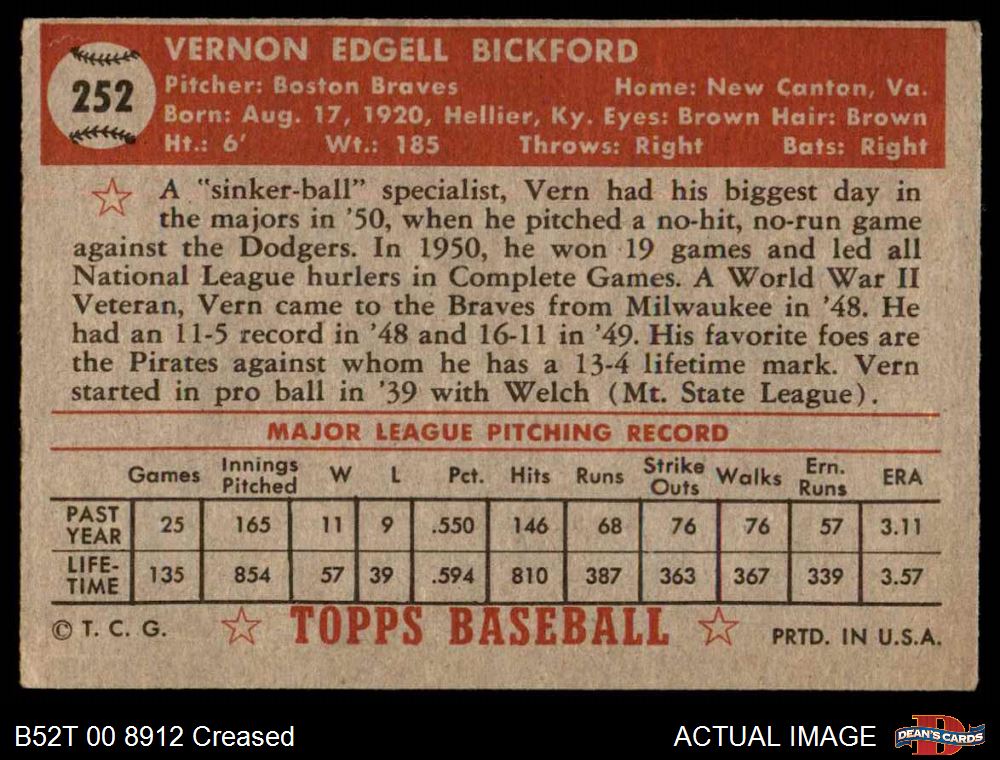 VERNON EDGELL BICKFORD
252
Pitcher: Boston Braves Home: New Canton, Va.
Born: Aug. 17, 1920, Hellier, Ky. Eyes: Brown Hair: Brown
Ht.: 6' Wt.: 185 Throws: Right Bats: Right
A "sinker-ball" specialist, Vern had his biggest day in
the majors in '50, when he pitched a no-hit, no-run game
against the Dodgers. In 1950, he won 19 games and led all
National League hurlers in Complete Games. A World War II
Veteran, Vern came to the Braves from Milwaukee in '48. He
had an 11-5 record in '48 and 16-11 in '49. His favorite foes are
the Pirates against whom he has a 13-4 lifetime mark. Vern
started in pro ball in '39 with Welch (Mt. State League).
MAJOR LEAGUE PITCHING RECORD
Games Innings Pitched W L Pct. Hits Runs Strike Outs Walks Ern. Runs ERA
PAST YEAR 25 165 11 9 .550 146 68 76 76 57 3.11
LIFE-TIME 135 854 57 39 .594 810 387 363 367 339 3.57
© T. C. G. TOPPS BASEBALL PRTD. IN U.S.A.
B52T 00 8912 Creased ACTUAL IMAGE DEAN'S CARDS